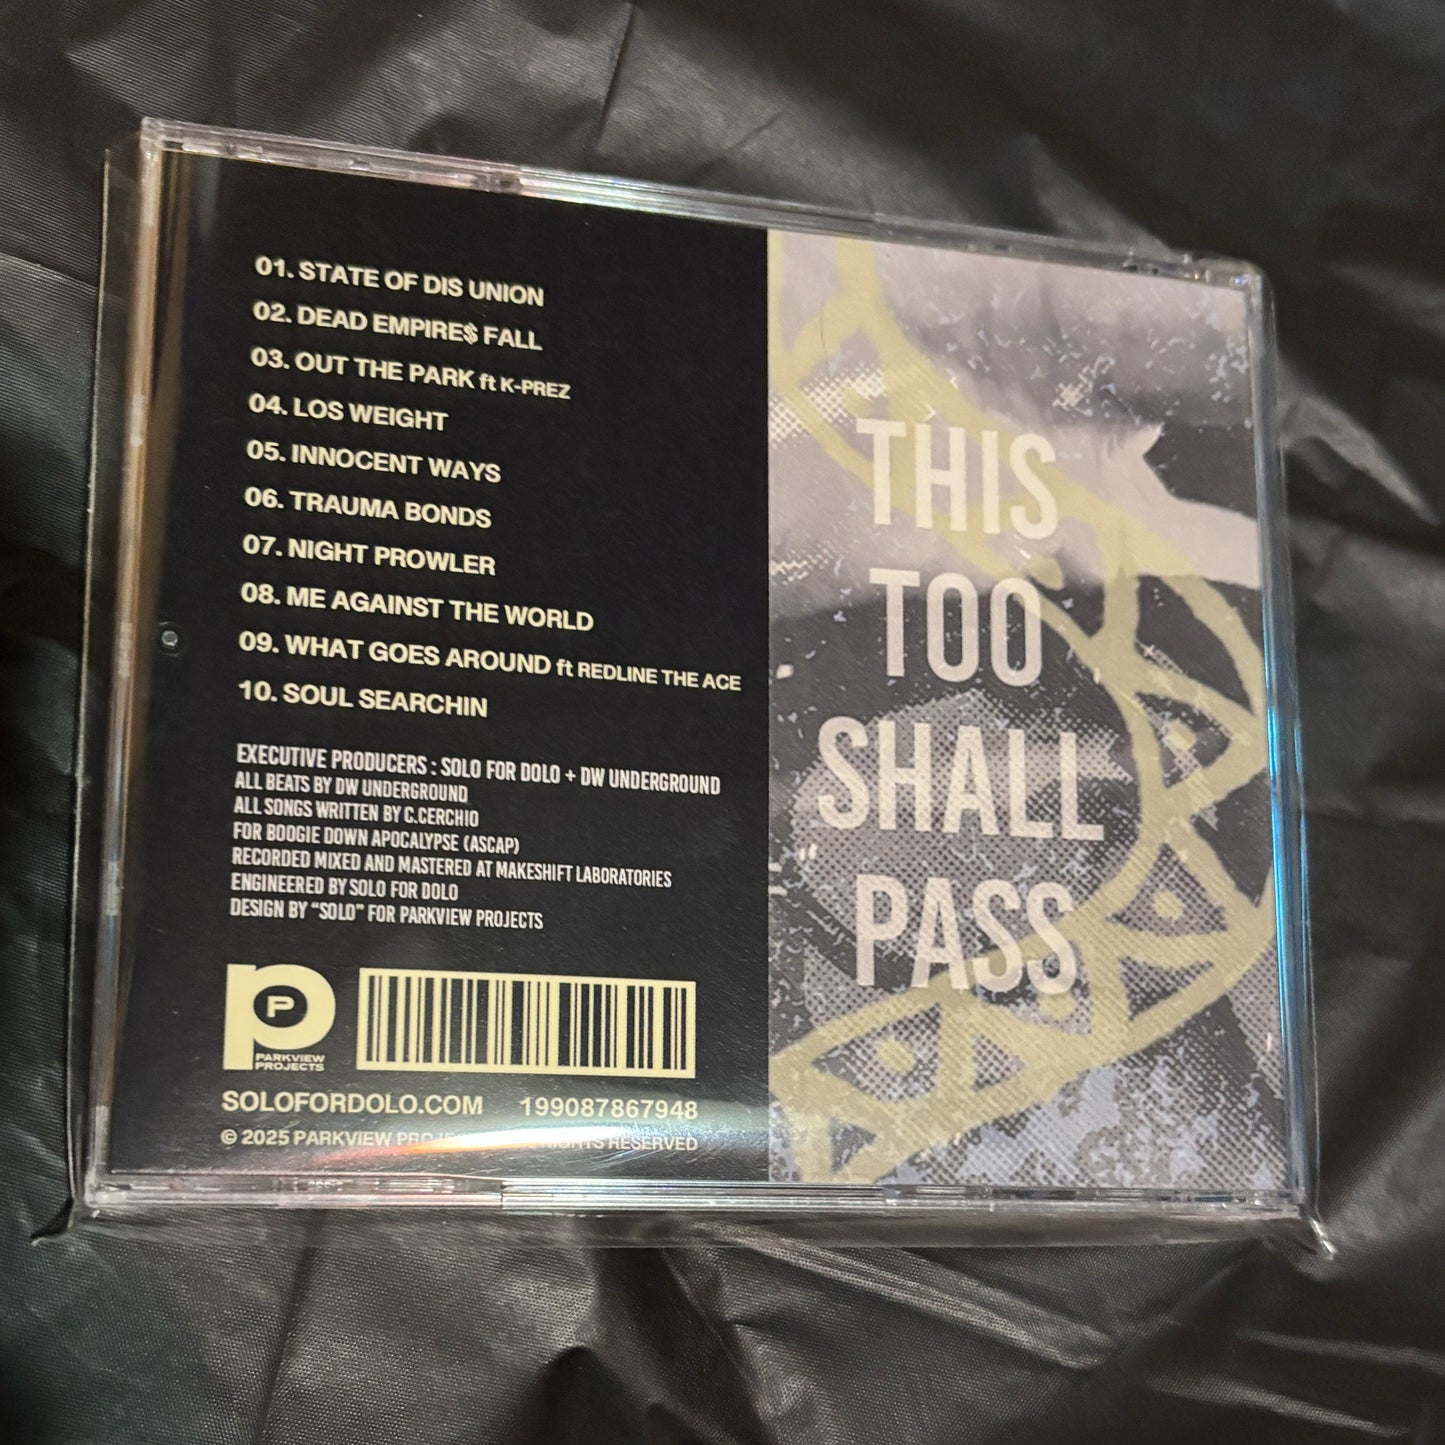 01. STATE OF DIS UNION
02. DEAD EMPIRE$ FALL
03. OUT THE PARK ft K-PREZ
04. LOS WEIGHT
05. INNOCENT WAYS
06. TRAUMA BONDS
07. NIGHT PROWLER
08. ME AGAINST THE WORLD
09. WHAT GOES AROUND ft REDLINE THE ACE
10. SOUL SEARCHIN
EXECUTIVE PRODUCERS : SOLO FOR DOLO + DW UNDERGROUND
ALL BEATS BY DW UNDERGROUND
ALL SONGS WRITTEN BY C.CERCHIO
FOR BOOGIE DOWN APOCALYPSE (ASCAP)
RECORDED MIXED AND MASTERED AT MAKESHIFT LABORATORIES
ENGINEERED BY SOLO FOR DOLO
DESIGN BY “SOLO” FOR PARKVIEW PROJECTS
P
PARKVIEW
PROJECTS
SOLOFORDOLO.COM 199087867948
© 2025 PARKVIEW RIGHTS RESERVED
THIS
TOO
SHALL
PASS